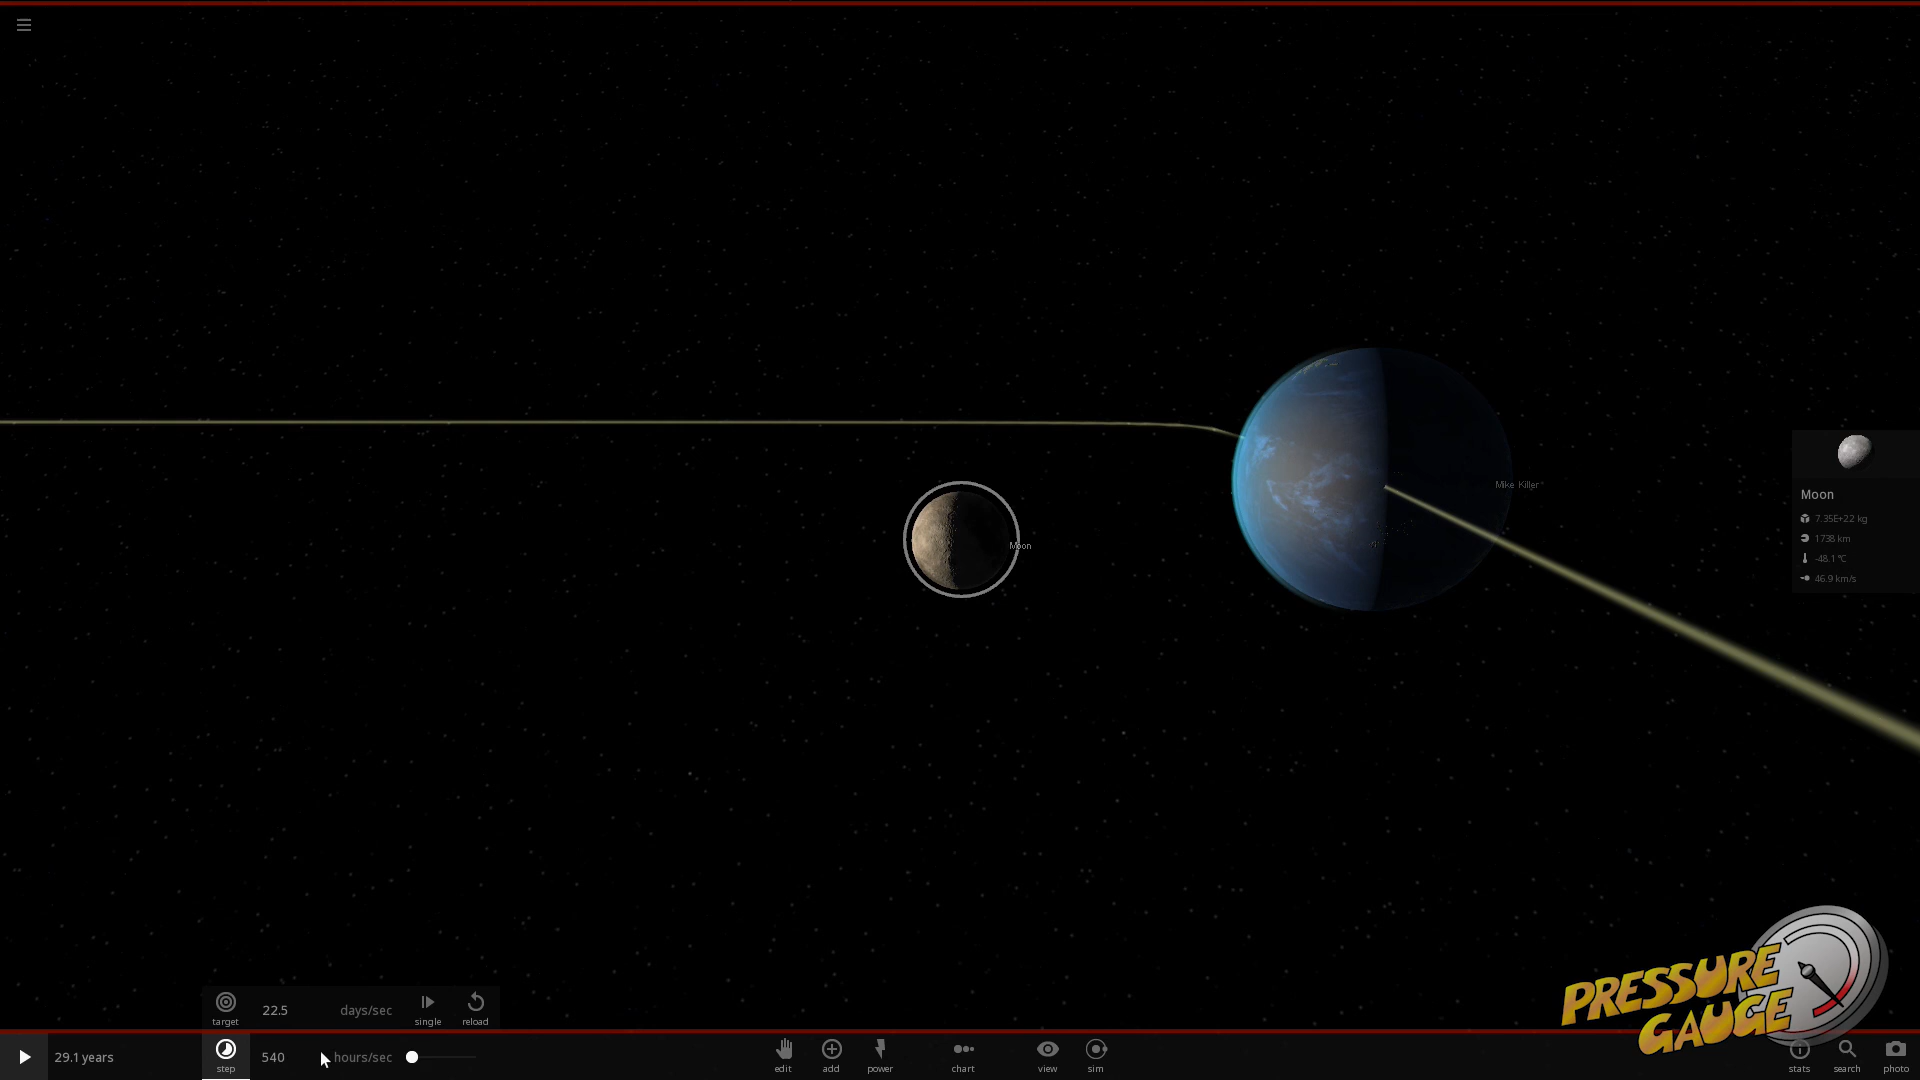 Mike Killer
Moon
Moon
7.35E+22 kg
1738 km
-48.1 °C
46.9 km/s
PRESSURE
GAUGE
target
22.5
days/sec
single
reload
29.1 years
step
540
hours/sec
edit
add
power
chart
view
sim
stats
search
photo